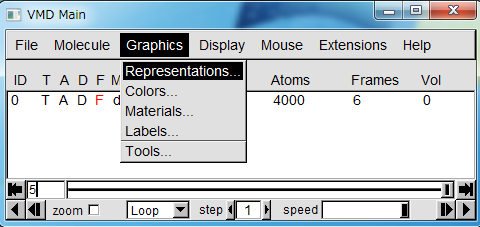 VMD Main
File Molecule Graphics Display Mouse Extensions Help
ID T A D F M Atoms Frames Vol
0 T A D F d 4000 6 0
Representations...
Colors...
Materials...
Labels...
Tools...
5
zoom Loop step 1 speed